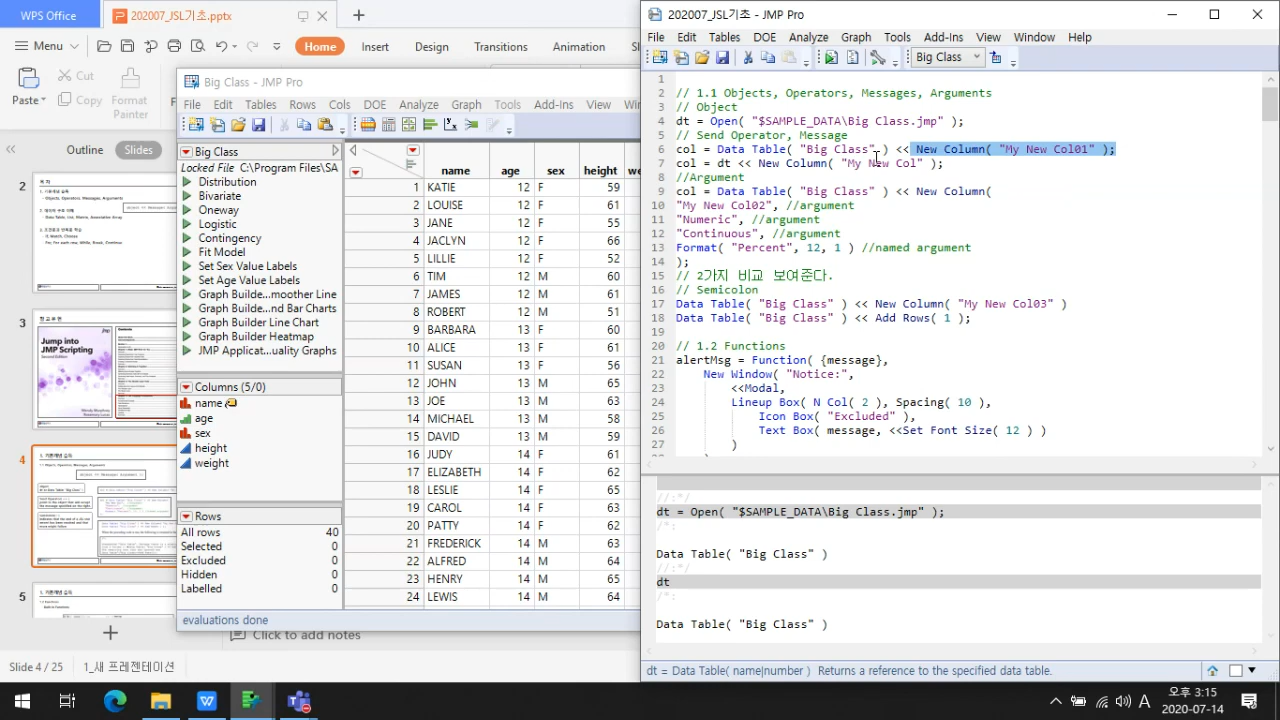 WPS Office
202007_JSL기초.pptx
Menu
Home
Insert
Design
Transitions
Animation
Paste
Cut
Copy
Format
Painter
Outline
Slides
2
3
Jump into
JMP Scripting
4
5
Slide 4 / 25
1_새 프레젠테이션
Click to add notes
Big Class - JMP Pro
File Edit Tables Rows Cols DOE Analyze Graph Tools Add-Ins View
Big Class
Locked File C:\Program Files\SA
Distribution
Bivariate
Oneway
Logistic
Contingency
Fit Model
Set Sex Value Labels
Set Age Value Labels
Graph Builde...moother Line
Graph Builde...nd Bar Charts
Graph Builder Line Chart
Graph Builder Heatmap
JMP Applicat...uality Graphs
Columns (5/0)
name
age
sex
height
weight
Rows
All rows 40
Selected 0
Excluded 0
Hidden 0
Labelled 0
evaluations done
name age sex height
1 KATIE 12 F 59
2 LOUISE 12 F 61
3 JANE 12 F 55
4 JACLYN 12 F 66
5 LILLIE 12 F 52
6 TIM 12 M 60
7 JAMES 12 M 61
8 ROBERT 12 M 51
9 BARBARA 13 F 60
10 ALICE 13 F 61
11 SUSAN 13 F 56
12 JOHN 13 M 65
13 JOE 13 M 63
14 MICHAEL 13 M 58
15 DAVID 13 M 59
16 JUDY 14 F 61
17 ELIZABETH 14 F 62
18 LESLIE 14 F 65
19 CAROL 14 F 63
20 PATTY 14 F 62
21 FREDERICK 14 M 63
22 ALFRED 14 M 64
23 HENRY 14 M 65
24 LEWIS 14 M 64
202007_JSL기초 - JMP Pro
File Edit Tables DOE Analyze Graph Tools Add-Ins View Window Help
Big Class
1
2 // 1.1 Objects, Operators, Messages, Arguments
3 // Object
4 dt = Open( "$SAMPLE_DATA\Big Class.jmp" );
5 // Send Operator, Message
6 col = Data Table( "Big Class" ) << New Column( "My New Col01" );
7 col = dt << New Column( "My New Col" );
8 //Argument
9 col = Data Table( "Big Class" ) << New Column(
10 "My New Col02", //argument
11 "Numeric", //argument
12 "Continuous", //argument
13 Format( "Percent", 12, 1 ) //named argument
14 );
15 // 2가지 비교 보여준다.
16 // Semicolon
17 Data Table( "Big Class" ) << New Column( "My New Col03" )
18 Data Table( "Big Class" ) << Add Rows( 1 );
19
20 // 1.2 Functions
21 alertMsg = Function( {message},
22 New Window( "Notice:",
23 <<Modal,
24 Lineup Box( N Col( 2 ), Spacing( 10 ),
25 Icon Box( "Excluded" ),
26 Text Box( message, <<Set Font Size( 12 ) )
27 )
//:*/
dt = Open( "$SAMPLE_DATA\Big Class.jmp" );
/*:
Data Table( "Big Class" )
//:*/
dt
/*:
Data Table( "Big Class" )
dt = Data Table( name|number ) Returns a reference to the specified data table.
A
오후 3:15
2020-07-14